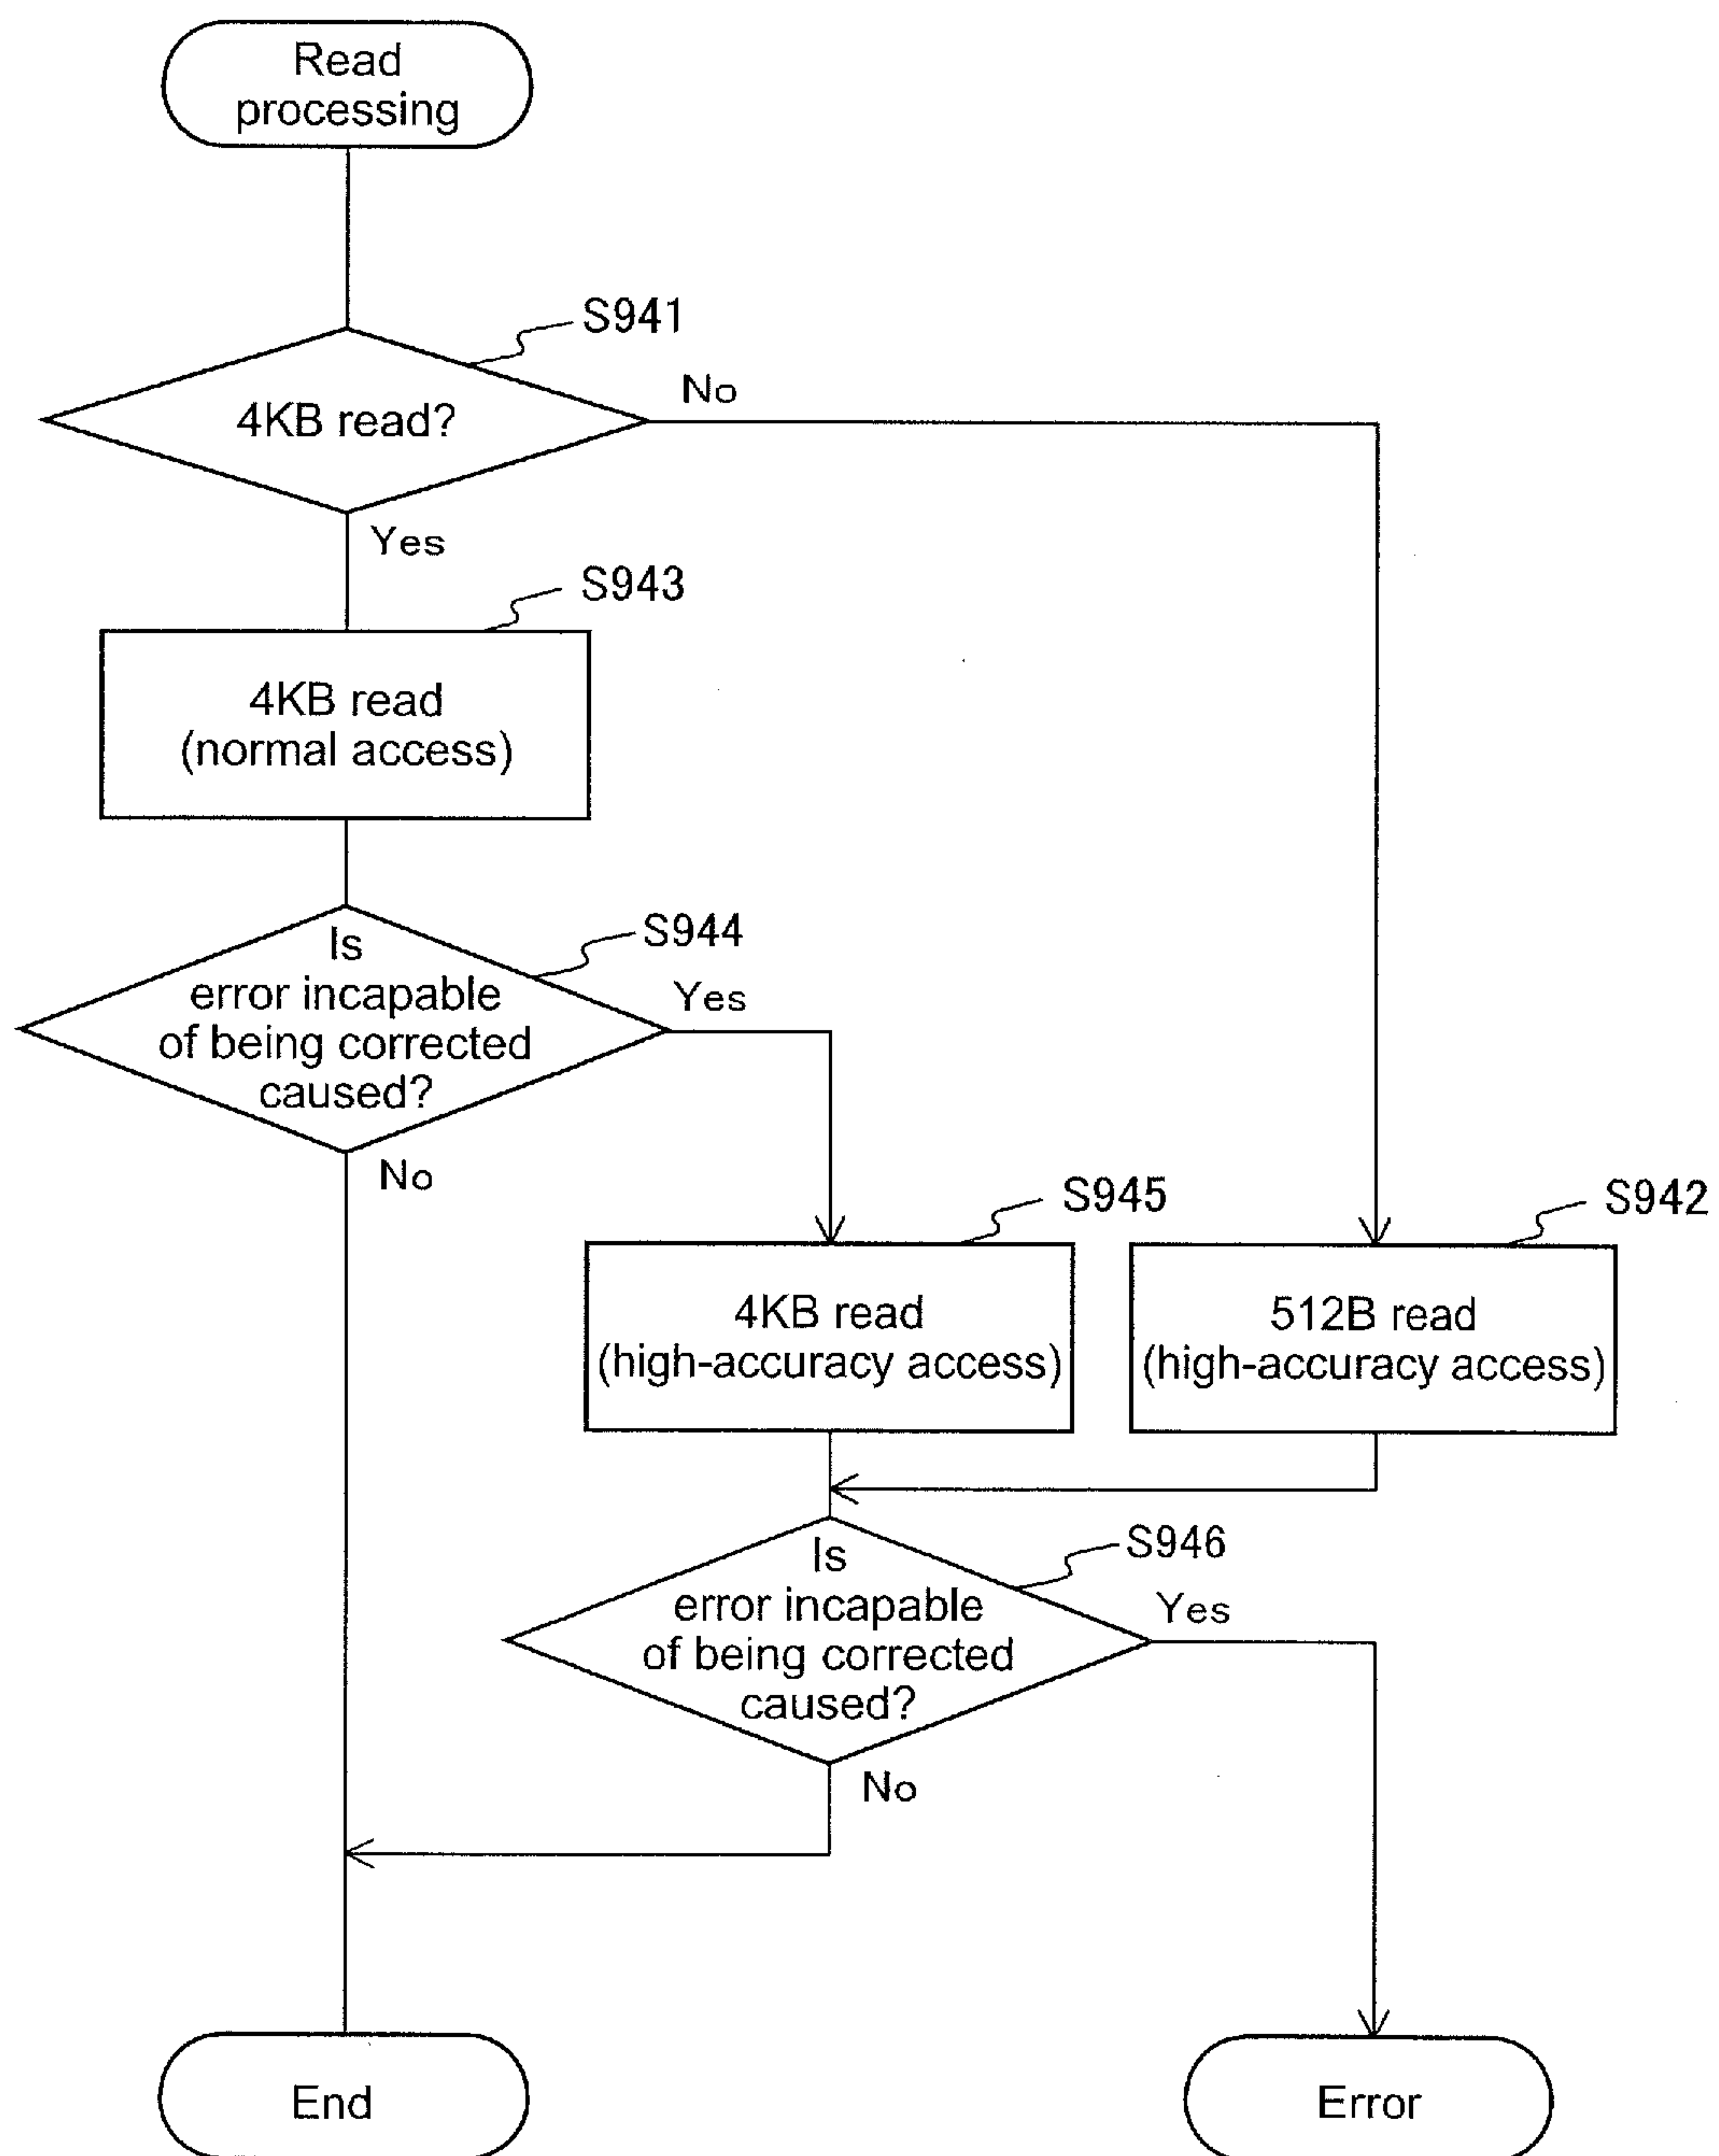 Read
processing
S941
4KB read?
No
Yes
S943
4KB read
(normal access)
S944
Is
error incapable
of being corrected
caused?
Yes
No
S945
S942
4KB read
(high-accuracy access)
512B read
(high-accuracy access)
S946
Is
error incapable
of being corrected
caused?
Yes
No
End
Error